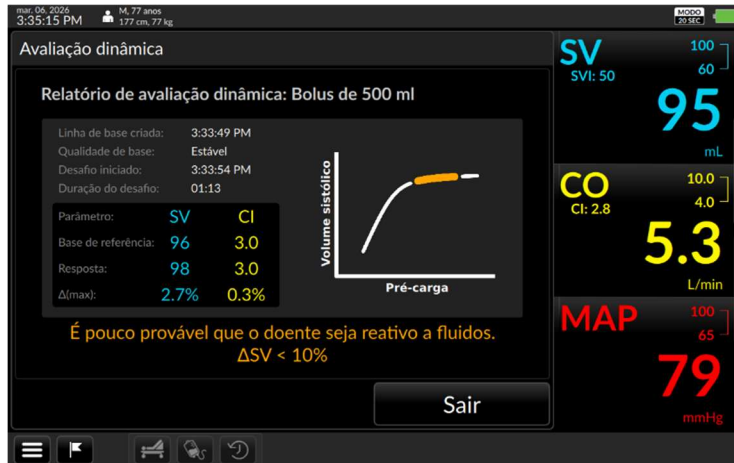 mar. 06, 2026
3:35:15 PM
M, 77 anos
177 cm, 77 kg
MODO
20 SEC
Avaliação dinâmica
Relatório de avaliação dinâmica: Bolus de 500 ml
Linha de base criada: 3:33:49 PM
Qualidade de base: Estável
Desafio iniciado: 3:33:54 PM
Duração do desafio: 01:13
Parâmetro: SV CI
Base de referência: 96 3.0
Resposta: 98 3.0
Δ(max): 2.7% 0.3%
Volume sistólico
Pré-carga
É pouco provável que o doente seja reativo a fluidos.
ΔSV < 10%
Sair
SV
SVI: 50
100
60
95
mL
CO
CI: 2.8
10.0
4.0
5.3
L/min
MAP
100
65
79
mmHg